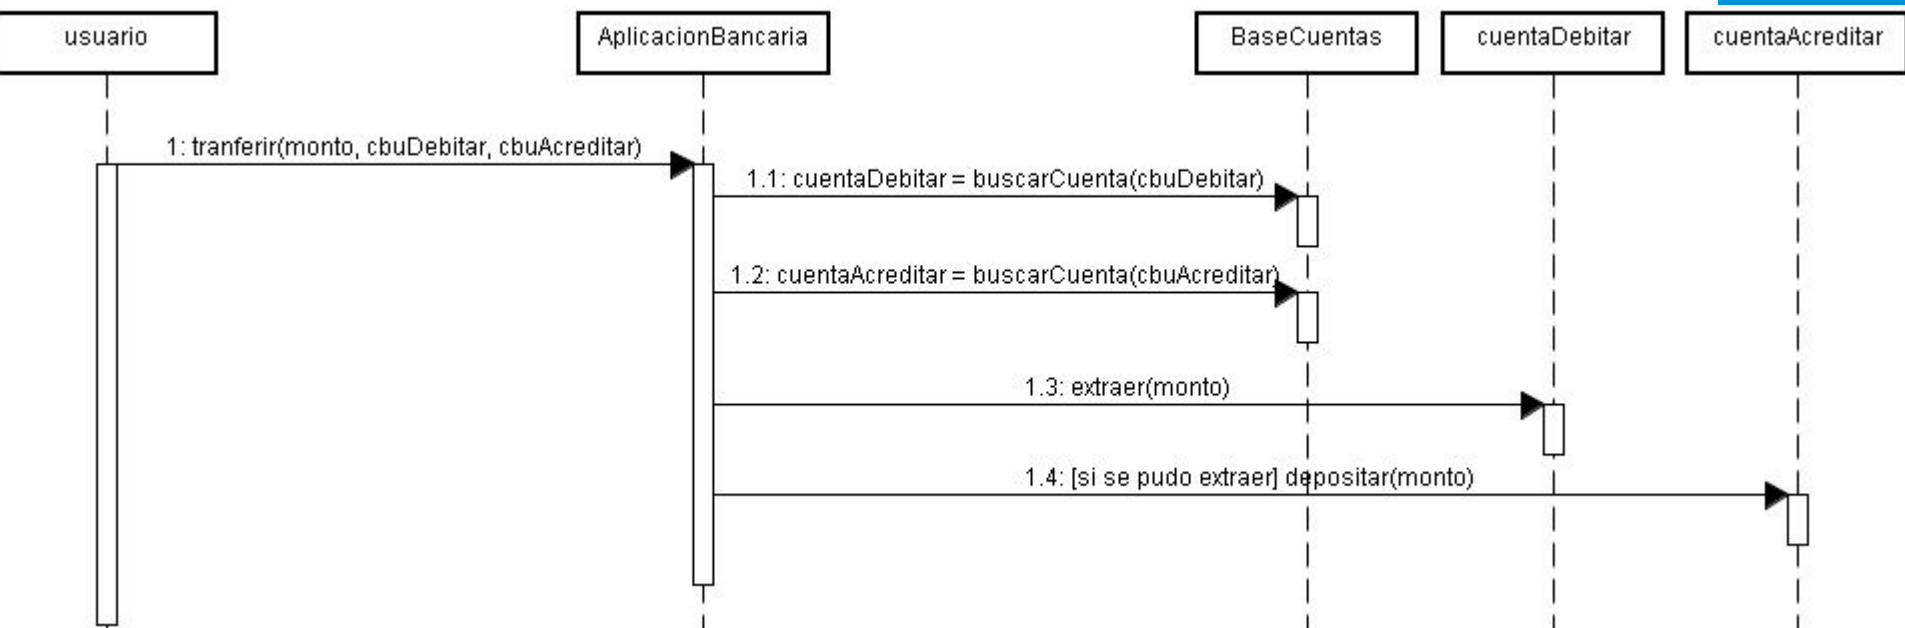 usuario
AplicacionBancaria
BaseCuentas
cuentaDebitar
cuentaAcreditar
1: tranferir(monto, cbuDebitar, cbuAcreditar)
1.1: cuentaDebitar = buscarCuenta(cbuDebitar)
1.2: cuentaAcreditar = buscarCuenta(cbuAcreditar)
1.3: extraer(monto)
1.4: [si se pudo extraer] depositar(monto)